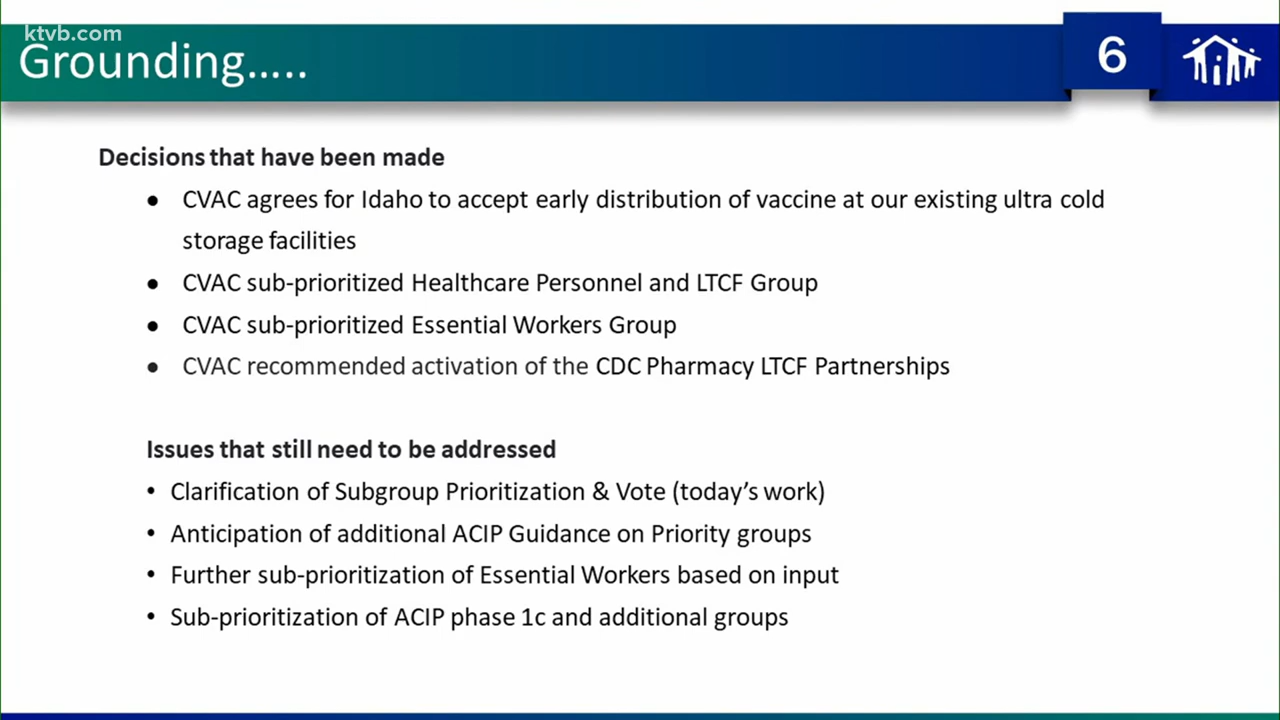 ktvb.com
Grounding.....
6
Decisions that have been made
• CVAC agrees for Idaho to accept early distribution of vaccine at our existing ultra cold
storage facilities
• CVAC sub-prioritized Healthcare Personnel and LTCF Group
• CVAC sub-prioritized Essential Workers Group
• CVAC recommended activation of the CDC Pharmacy LTCF Partnerships
Issues that still need to be addressed
• Clarification of Subgroup Prioritization & Vote (today’s work)
• Anticipation of additional ACIP Guidance on Priority groups
• Further sub-prioritization of Essential Workers based on input
• Sub-prioritization of ACIP phase 1c and additional groups